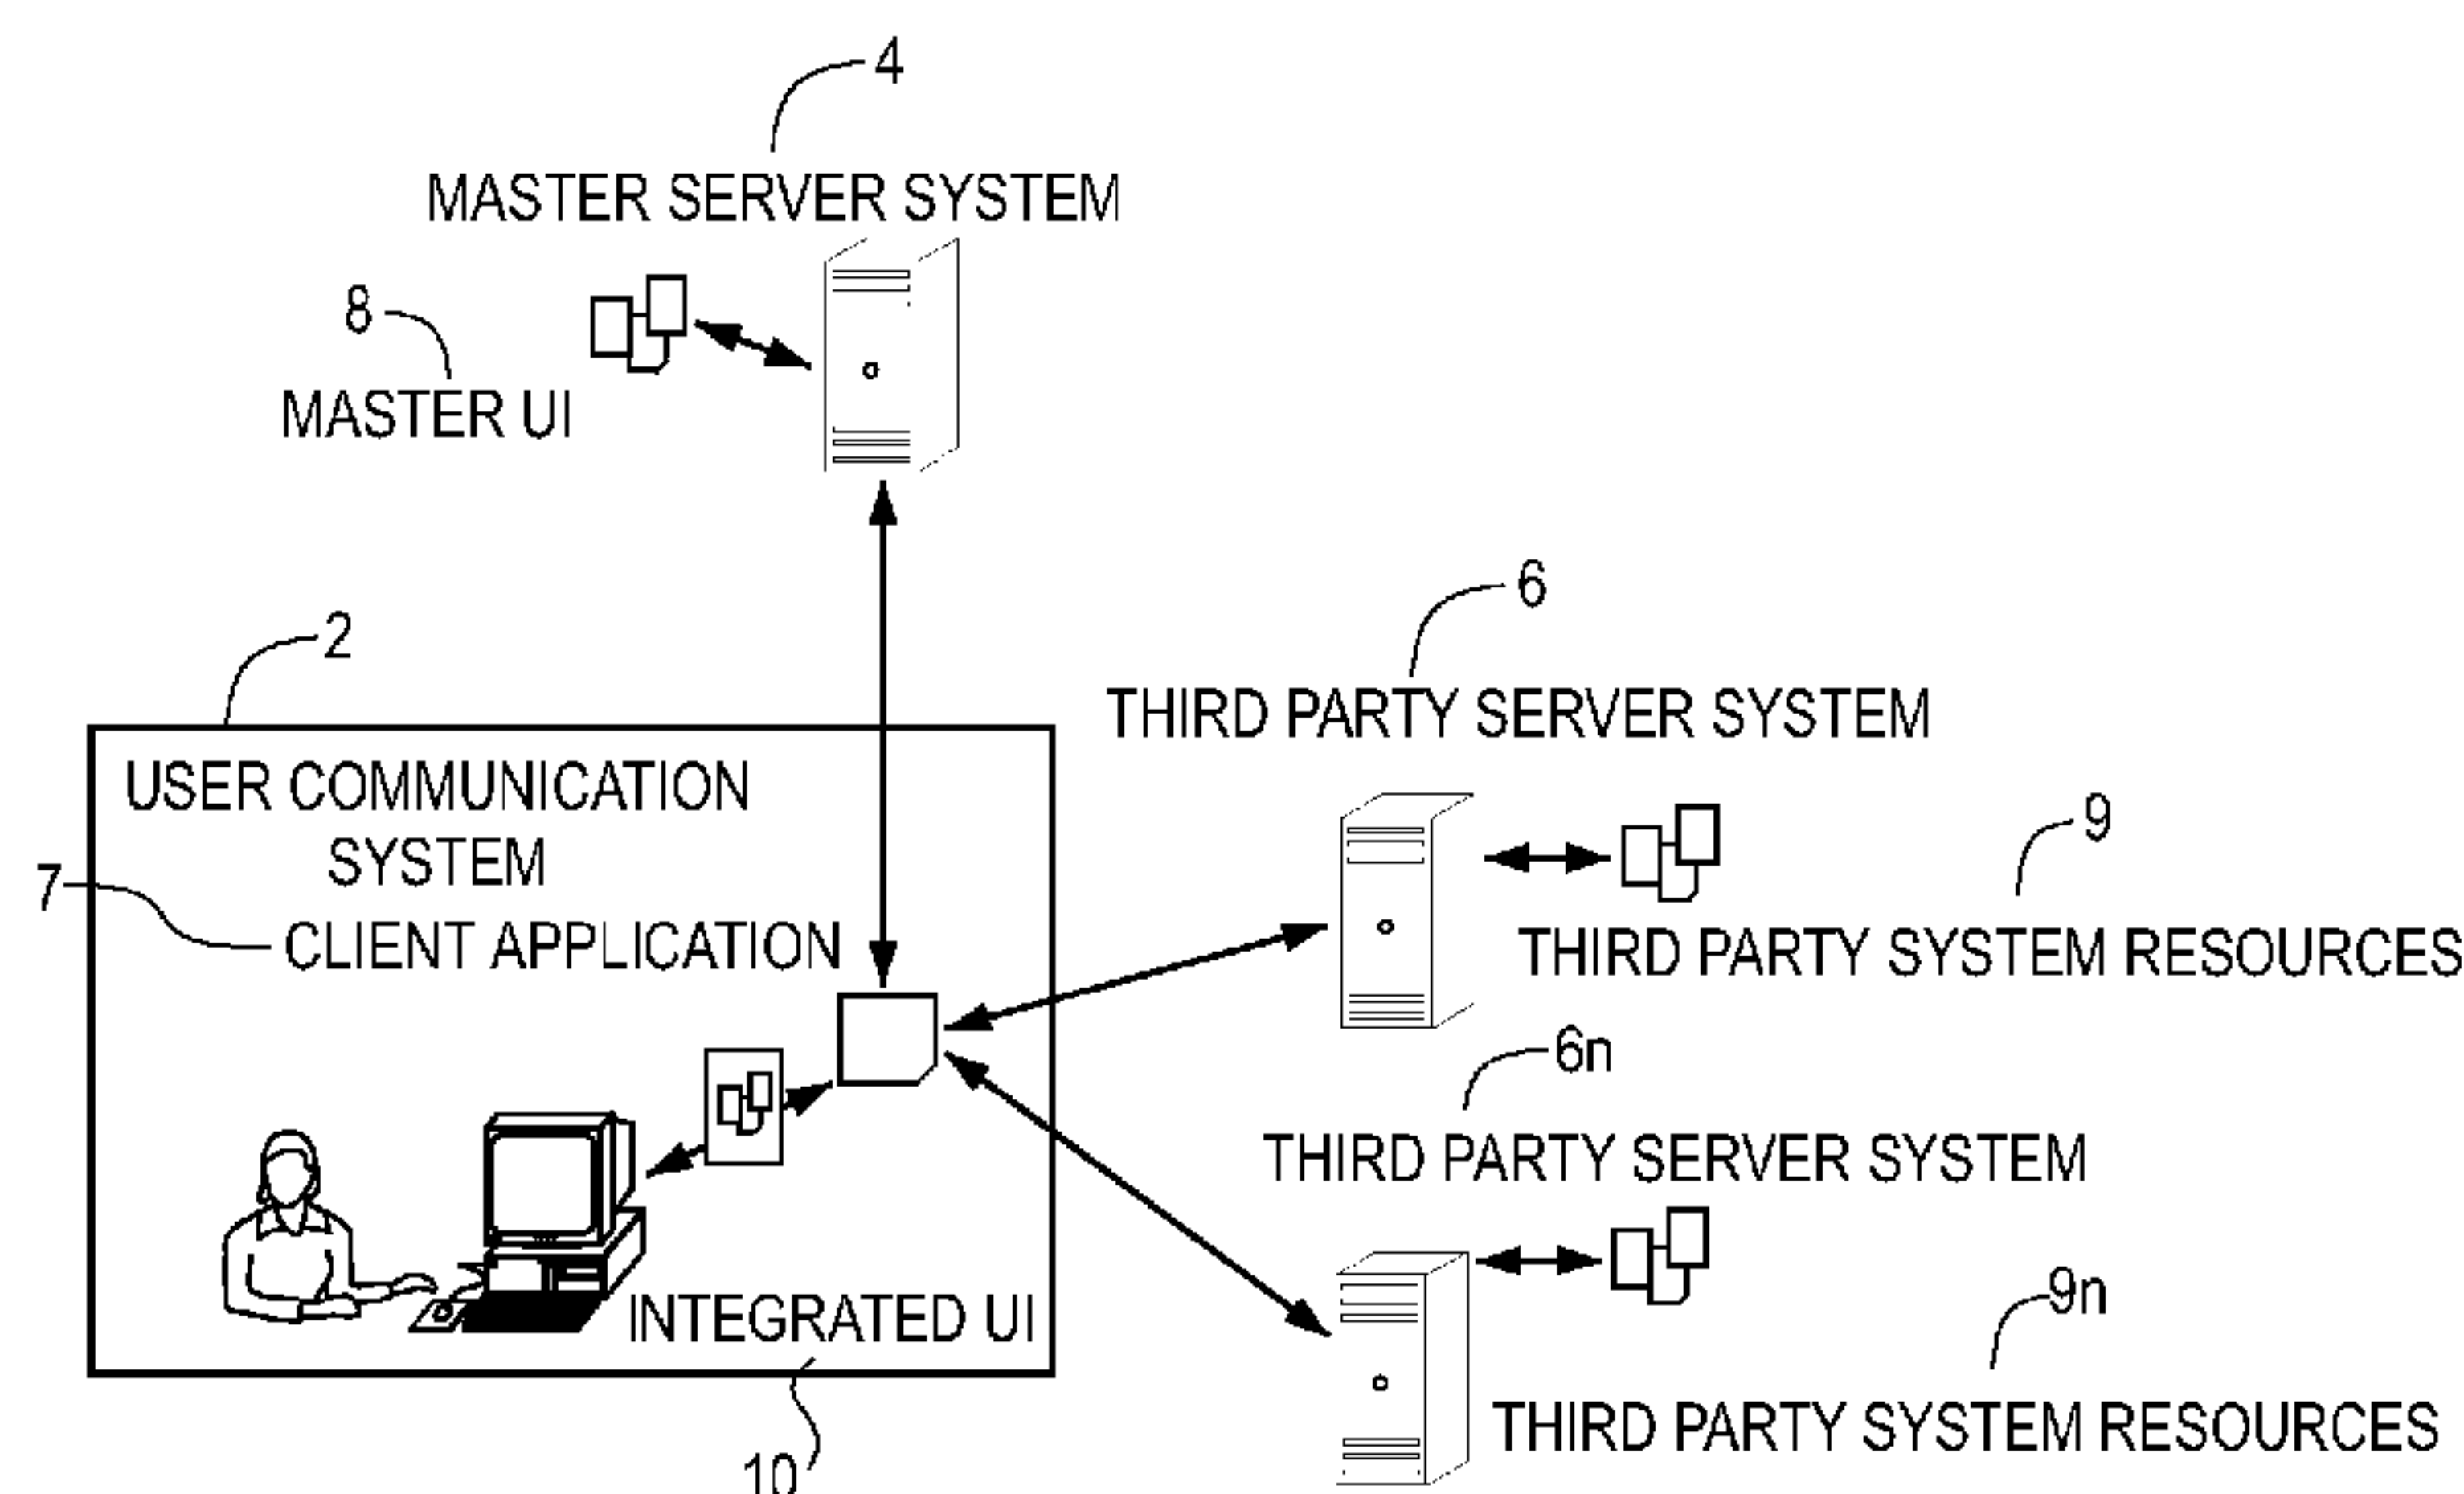 4
MASTER SERVER SYSTEM
8
MASTER UI
2
6
THIRD PARTY SERVER SYSTEM
USER COMMUNICATION
SYSTEM
7
CLIENT APPLICATION
9
THIRD PARTY SYSTEM RESOURCES
6n
THIRD PARTY SERVER SYSTEM
INTEGRATED UI
9n
THIRD PARTY SYSTEM RESOURCES
10